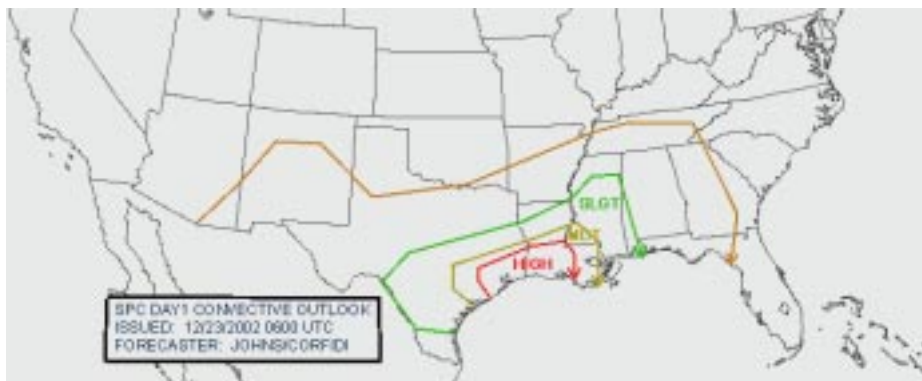 SLGT
MDT
HIGH
SPC DAY1 CONVECTIVE OUTLOOK
ISSUED: 12/23/2002 0600 UTC
FORECASTER: JOHNS/CORFIDI